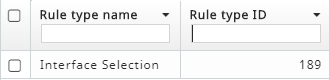 Rule type name Rule type ID
Interface Selection 189